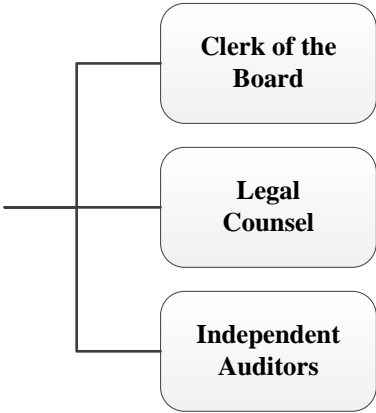 Clerk of the
Board
Legal
Counsel
Independent
Auditors